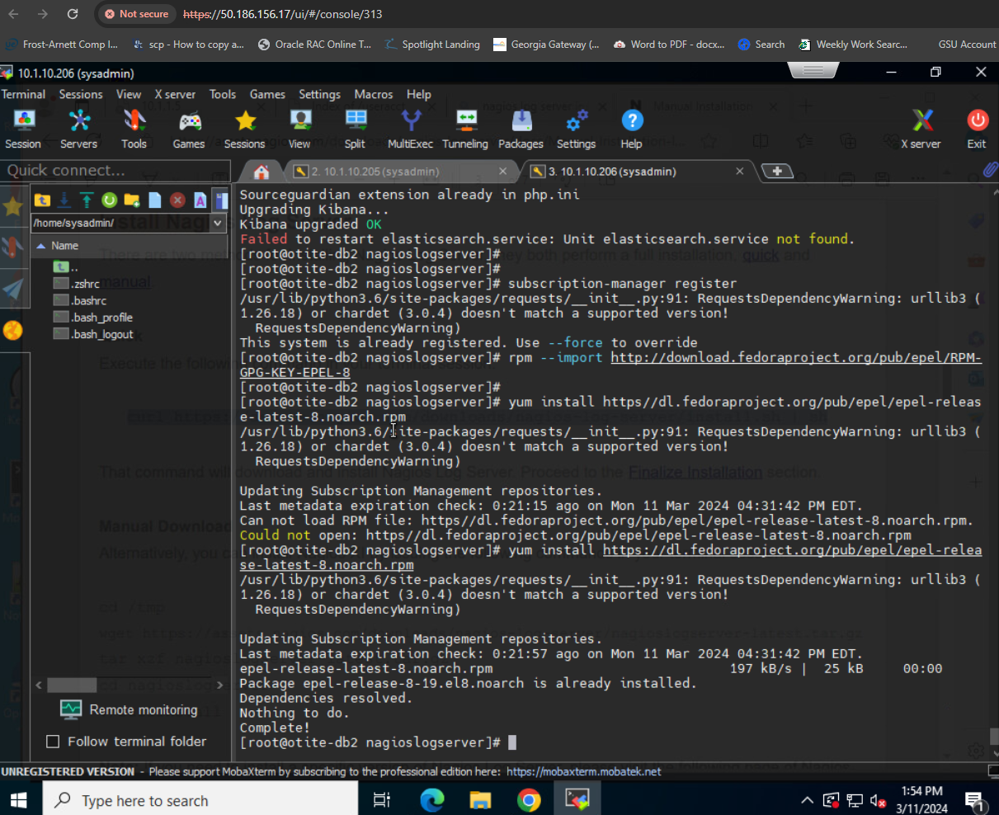 Not secure https://50.186.156.17/ui/#/console/313
Frost-Arnett Comp I... scp - How to copy a... Oracle RAC Online T... Spotlight Landing Georgia Gateway (... Word to PDF - docx... Search Weekly Work Searc... GSU Account
10.1.10.206 (sysadmin)
Terminal Sessions View X server Tools Games Settings Macros Help
Session Servers Tools Games Sessions View Split MultiExec Tunneling Packages Settings Help X server Exit
Quick connect... 2. 10.1.10.205 (sysadmin) 3. 10.1.10.206 (sysadmin)
/home/sysadmin/
Name
..
.zshrc
.bashrc
.bash_profile
.bash_logout
Remote monitoring
Follow terminal folder
Sourceguardian extension already in php.ini
Upgrading Kibana...
Kibana upgraded OK
Failed to restart elasticsearch.service: Unit elasticsearch.service not found.
[root@otite-db2 nagioslogserver]#
[root@otite-db2 nagioslogserver]#
[root@otite-db2 nagioslogserver]# subscription-manager register
/usr/lib/python3.6/site-packages/requests/__init__.py:91: RequestsDependencyWarning: urllib3 (
1.26.18) or chardet (3.0.4) doesn't match a supported version!
RequestsDependencyWarning)
This system is already registered. Use --force to override
[root@otite-db2 nagioslogserver]# rpm --import http://download.fedoraproject.org/pub/epel/RPM-
GPG-KEY-EPEL-8
[root@otite-db2 nagioslogserver]#
[root@otite-db2 nagioslogserver]# yum install https//dl.fedoraproject.org/pub/epel/epel-releas
e-latest-8.noarch.rpm
/usr/lib/python3.6/site-packages/requests/__init__.py:91: RequestsDependencyWarning: urllib3 (
1.26.18) or chardet (3.0.4) doesn't match a supported version!
RequestsDependencyWarning)
Updating Subscription Management repositories.
Last metadata expiration check: 0:21:15 ago on Mon 11 Mar 2024 04:31:42 PM EDT.
Can not load RPM file: https//dl.fedoraproject.org/pub/epel/epel-release-latest-8.noarch.rpm.
Could not open: https//dl.fedoraproject.org/pub/epel/epel-release-latest-8.noarch.rpm
[root@otite-db2 nagioslogserver]# yum install https://dl.fedoraproject.org/pub/epel/epel-relea
se-latest-8.noarch.rpm
/usr/lib/python3.6/site-packages/requests/__init__.py:91: RequestsDependencyWarning: urllib3 (
1.26.18) or chardet (3.0.4) doesn't match a supported version!
RequestsDependencyWarning)
Updating Subscription Management repositories.
Last metadata expiration check: 0:21:57 ago on Mon 11 Mar 2024 04:31:42 PM EDT.
epel-release-latest-8.noarch.rpm 197 kB/s | 25 kB 00:00
Package epel-release-8-19.el8.noarch is already installed.
Dependencies resolved.
Nothing to do.
Complete!
[root@otite-db2 nagioslogserver]#
UNREGISTERED VERSION - Please support MobaXterm by subscribing to the professional edition here: https://mobaxterm.mobatek.net
Type here to search
1:54 PM
3/11/2024
1